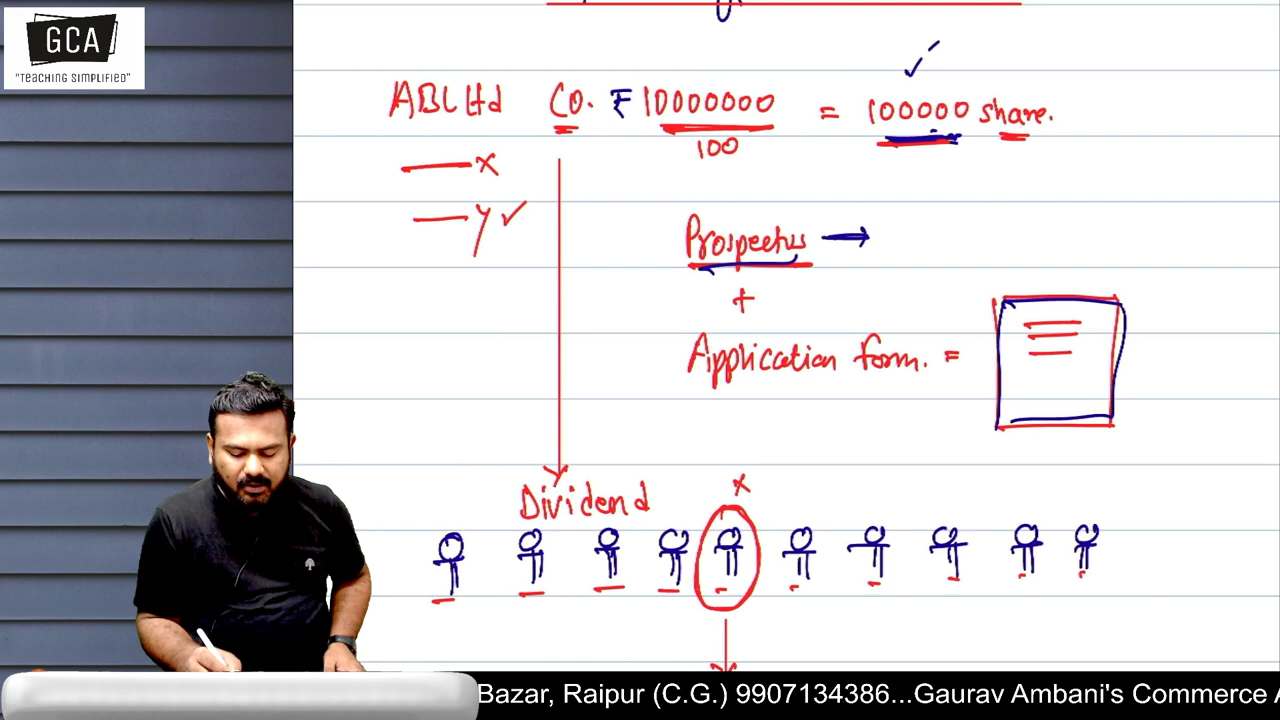 GCA
"TEACHING SIMPLIFIED"
ABC Ltd Co. ₹ 10000000 = 100000 share.
100
X
Y
Prospectus →
+
Application form. =
Dividend
x
Bazar, Raipur (C.G.) 9907134386...Gaurav Ambani's Commerce